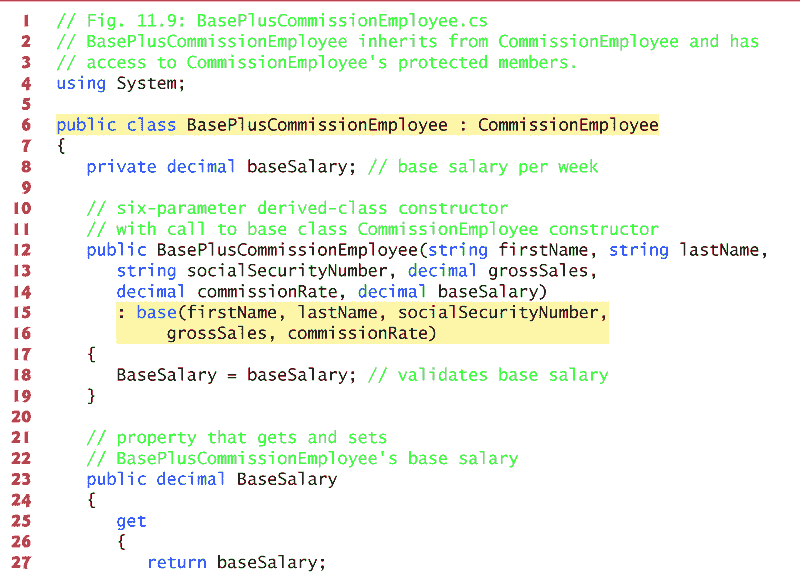 1 // Fig. 11.9: BasePlusCommissionEmployee.cs
2 // BasePlusCommissionEmployee inherits from CommissionEmployee and has
3 // access to CommissionEmployee's protected members.
4 using System;
5
6 public class BasePlusCommissionEmployee : CommissionEmployee
7 {
8 private decimal baseSalary; // base salary per week
9
10 // six-parameter derived-class constructor
11 // with call to base class CommissionEmployee constructor
12 public BasePlusCommissionEmployee(string firstName, string lastName,
13 string socialSecurityNumber, decimal grossSales,
14 decimal commissionRate, decimal baseSalary)
15 : base(firstName, lastName, socialSecurityNumber,
16 grossSales, commissionRate)
17 {
18 BaseSalary = baseSalary; // validates base salary
19 }
20
21 // property that gets and sets
22 // BasePlusCommissionEmployee's base salary
23 public decimal BaseSalary
24 {
25 get
26 {
27 return baseSalary;